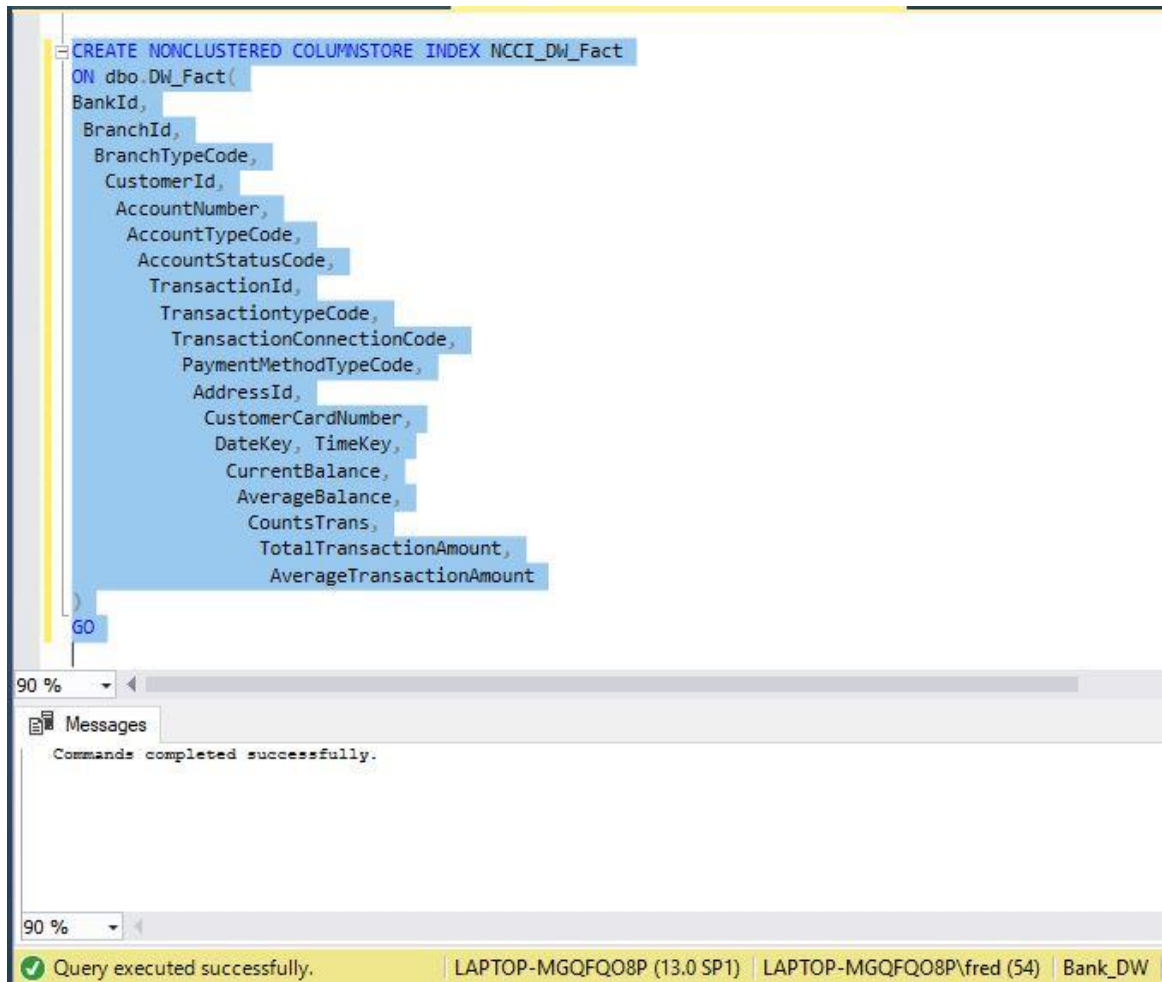 CREATE NONCLUSTERED COLUMNSTORE INDEX NCCI_DW_Fact
ON dbo.DW_Fact(
BankId,
BranchId,
BranchTypeCode,
CustomerId,
AccountNumber,
AccountTypeCode,
AccountStatusCode,
TransactionId,
TransactiontypeCode,
TransactionConnectionCode,
PaymentMethodTypeCode,
AddressId,
CustomerCardNumber,
DateKey, TimeKey,
CurrentBalance,
AverageBalance,
CountsTrans,
TotalTransactionAmount,
AverageTransactionAmount
)
GO
90 %
Messages
Commands completed successfully.
90 %
Query executed successfully. LAPTOP-MGQFQO8P (13.0 SP1) LAPTOP-MGQFQO8P\fred (54) Bank_DW